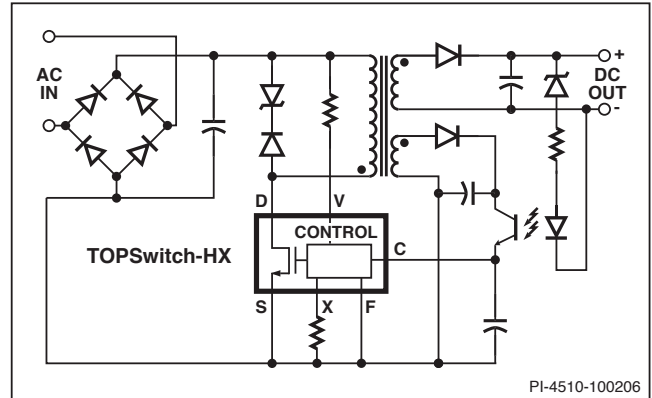 AC
IN
+
DC
OUT
-
D
V
CONTROL
C
TOPSwitch-HX
S
X
F
PI-4510-100206